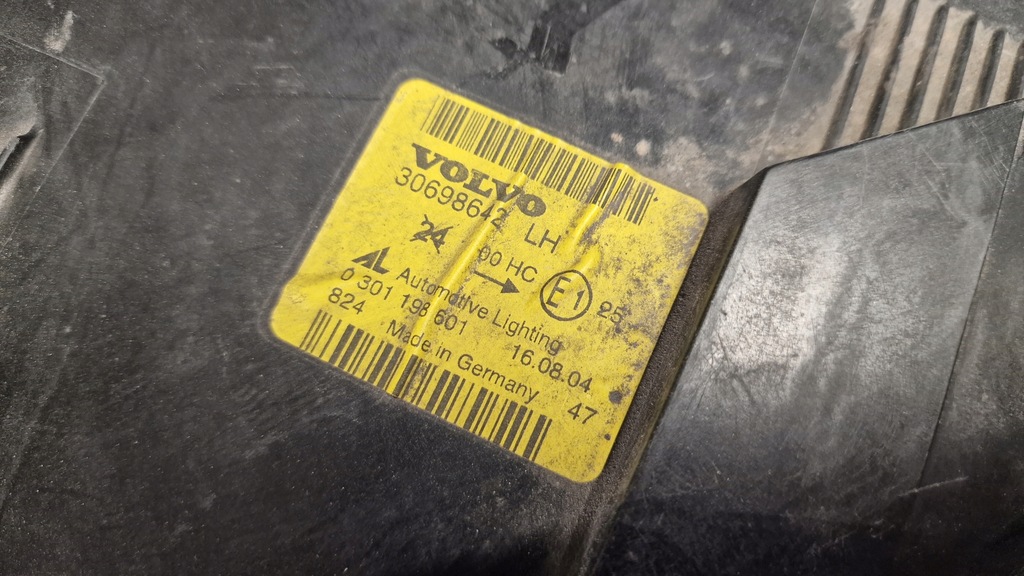 VOLVO
30698642 LH
24 00 HC E1 25
AL Automotive Lighting
0 301 198 601 16.08.04
824 Made in Germany 47